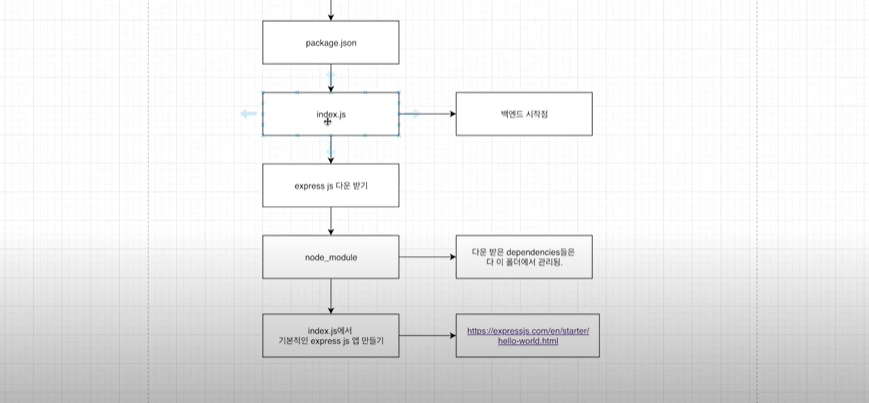 package.json
index.js
백엔드 시작점
express js 다운 받기
node_module
다운 받은 dependencies들은
다 이 폴더에서 관리됨.
index.js에서
기본적인 express js 앱 만들기
https://expressjs.com/en/starter/
hello-world.html